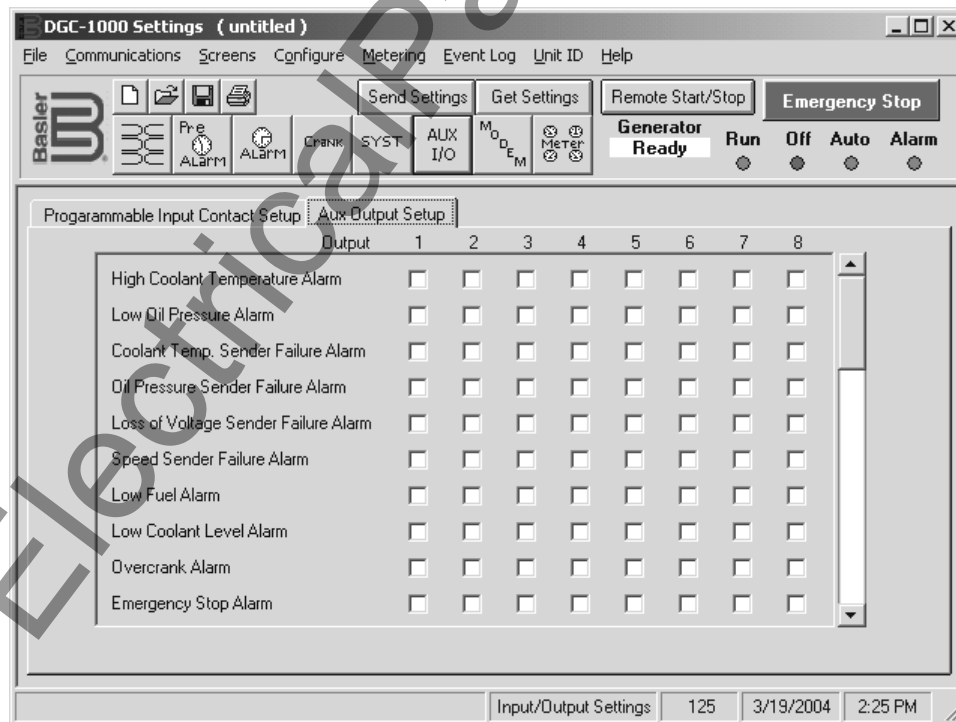 DGC-1000 Settings ( untitled )
File Communications Screens Configure Metering Event Log Unit ID Help
Basler
Send Settings Get Settings Remote Start/Stop Emergency Stop
Pre ALarm ALarm Crank SYST AUX I/O MODEM MeTer
Generator Ready Run Off Auto Alarm
Progarammable Input Contact Setup Aux Output Setup
Output 1 2 3 4 5 6 7 8
High Coolant Temperature Alarm
Low Oil Pressure Alarm
Coolant Temp. Sender Failure Alarm
Oil Pressure Sender Failure Alarm
Loss of Voltage Sender Failure Alarm
Speed Sender Failure Alarm
Low Fuel Alarm
Low Coolant Level Alarm
Overcrank Alarm
Emergency Stop Alarm
Input/Output Settings 125 3/19/2004 2:25 PM
ElectricalPa